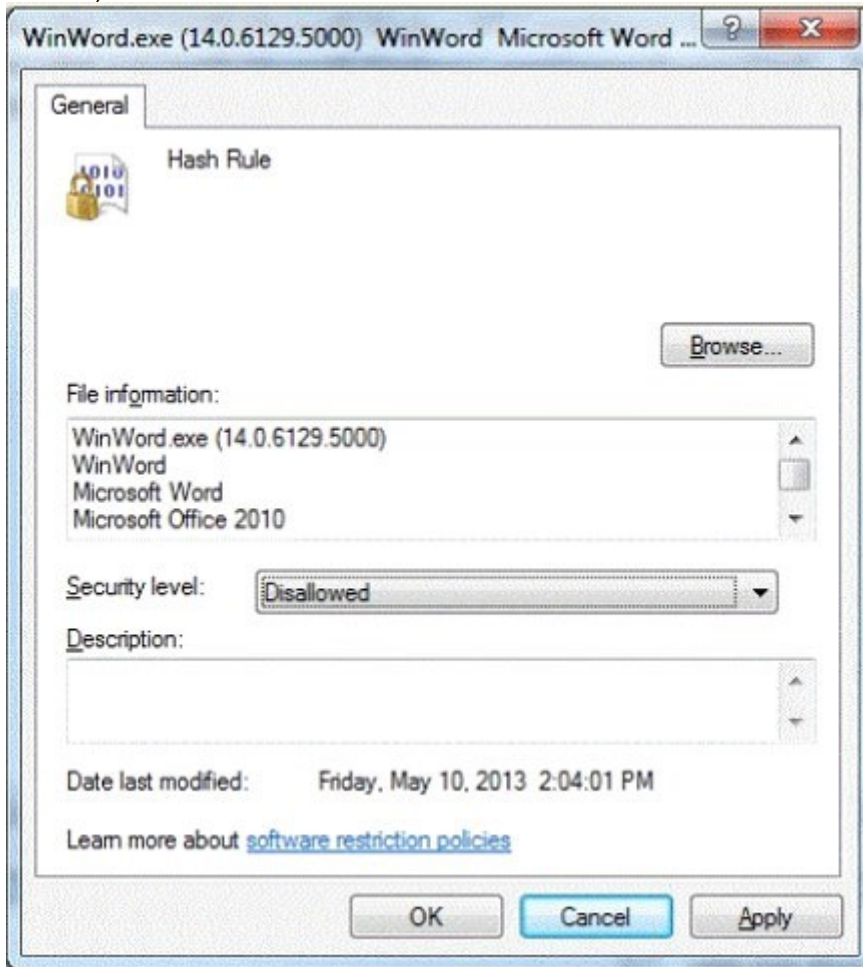 WinWord.exe (14.0.6129.5000) WinWord Microsoft Word ...
General
Hash Rule
Browse...
File information:
WinWord.exe (14.0.6129.5000)
WinWord
Microsoft Word
Microsoft Office 2010
Security level:
Disallowed
Description:
Date last modified: Friday, May 10, 2013 2:04:01 PM
Learn more about software restriction policies
OK Cancel Apply